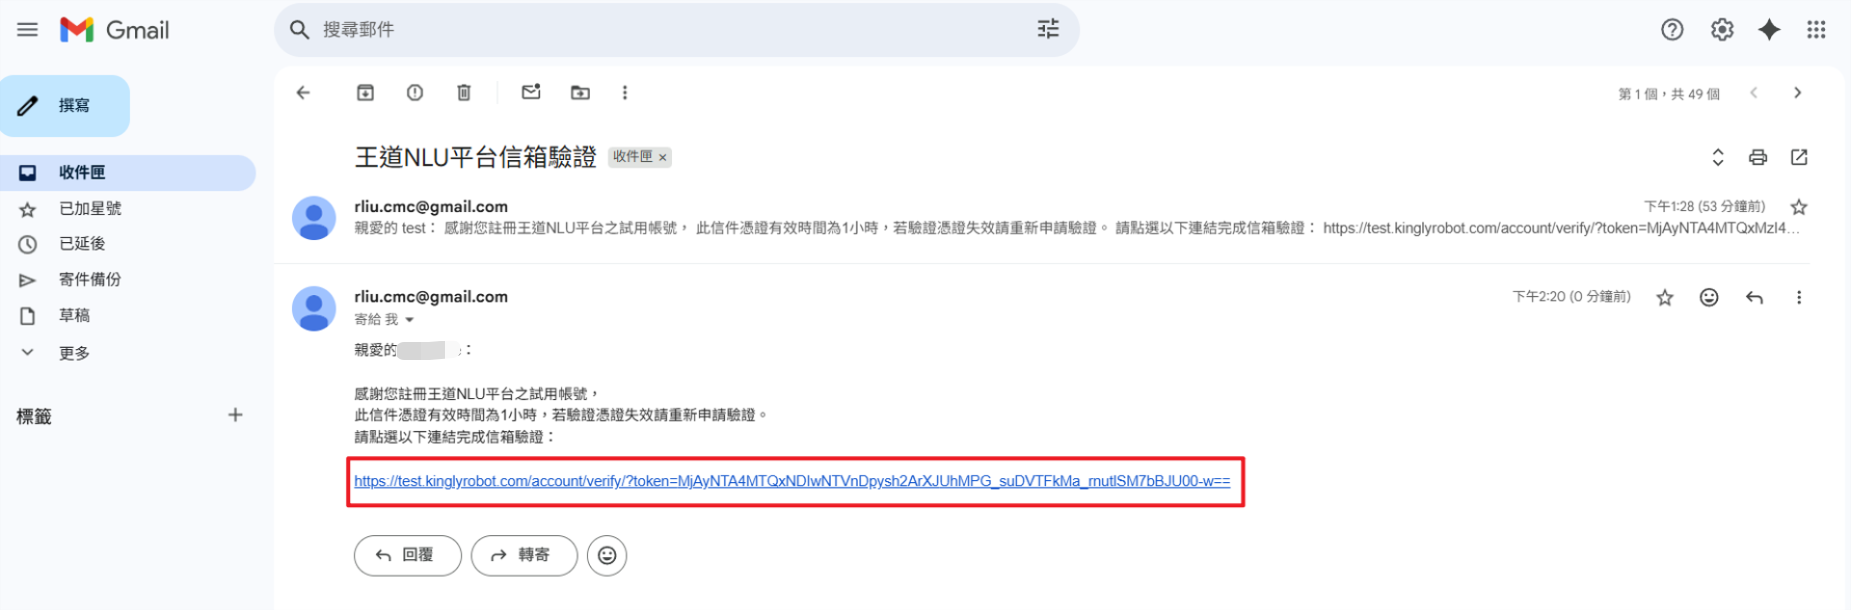 Gmail
搜尋郵件
撰寫
收件匣
已加星號
已延後
寄件備份
草稿
更多
標籤
第 1 個，共 49 個
王道NLU平台信箱驗證 收件匣 ×
rliu.cmc@gmail.com
下午1:28 (53 分鐘前)
親愛的 test： 感謝您註冊王道NLU平台之試用帳號， 此信件憑證有效時間為1小時，若驗證憑證失效請重新申請驗證。 請點選以下連結完成信箱驗證： https://test.kinglyrobot.com/account/verify/?token=MjAyNTA4MTQxMzI4...
rliu.cmc@gmail.com
下午2:20 (0 分鐘前)
寄給 我
親愛的 ：
感謝您註冊王道NLU平台之試用帳號，
此信件憑證有效時間為1小時，若驗證憑證失效請重新申請驗證。
請點選以下連結完成信箱驗證：
https://test.kinglyrobot.com/account/verify/?token=MjAyNTA4MTQxNDIwNTVnDpysh2ArXJUhMPG_suDVTFkMa_rnutlSM7bBJU00-w==
回覆
轉寄